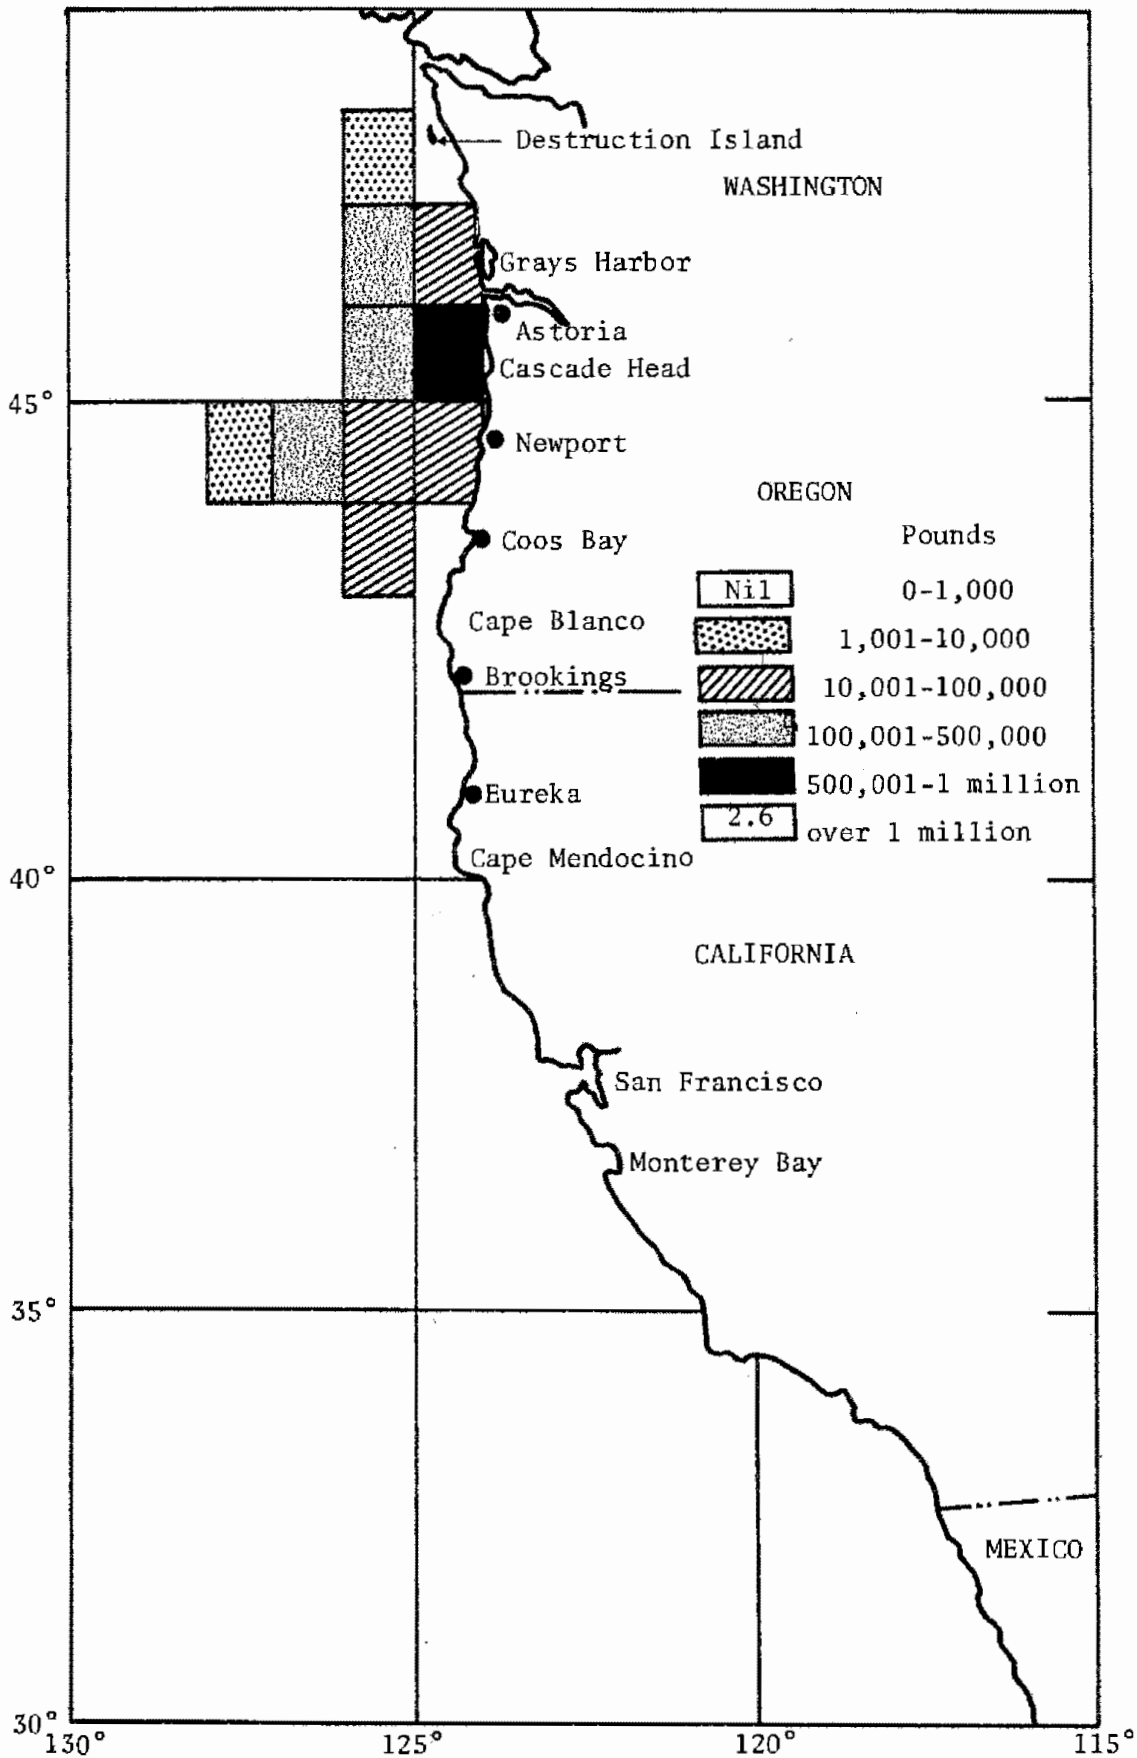 Destruction Island
WASHINGTON
Grays Harbor
Astoria
Cascade Head
45°
Newport
OREGON
Pounds
Coos Bay
Nil 0-1,000
Cape Blanco
1,001-10,000
Brookings
10,001-100,000
100,001-500,000
Eureka
500,001-1 million
2.6 over 1 million
Cape Mendocino
40°
CALIFORNIA
San Francisco
Monterey Bay
35°
MEXICO
30°
130° 125° 120° 115°